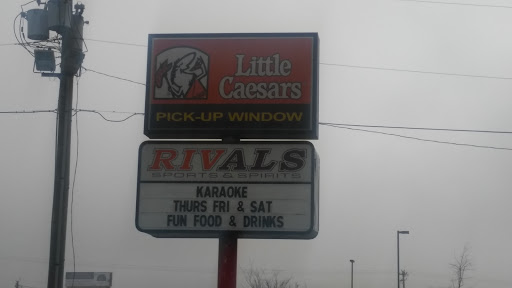 Little
Caesars
PICK-UP WINDOW
RIVALS
SPORTS & SPIRITS
KARAOKE
THURS FRI & SAT
FUN FOOD & DRINKS